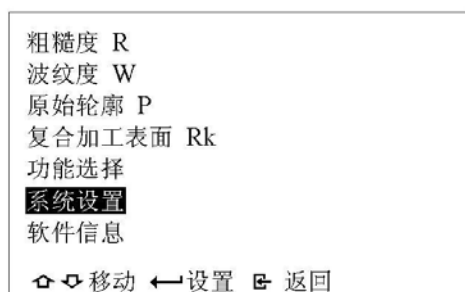 粗糙度 R
波纹度 W
原始轮廓 P
复合加工表面 Rk
功能选择
系统设置
软件信息
移动 设置 返回